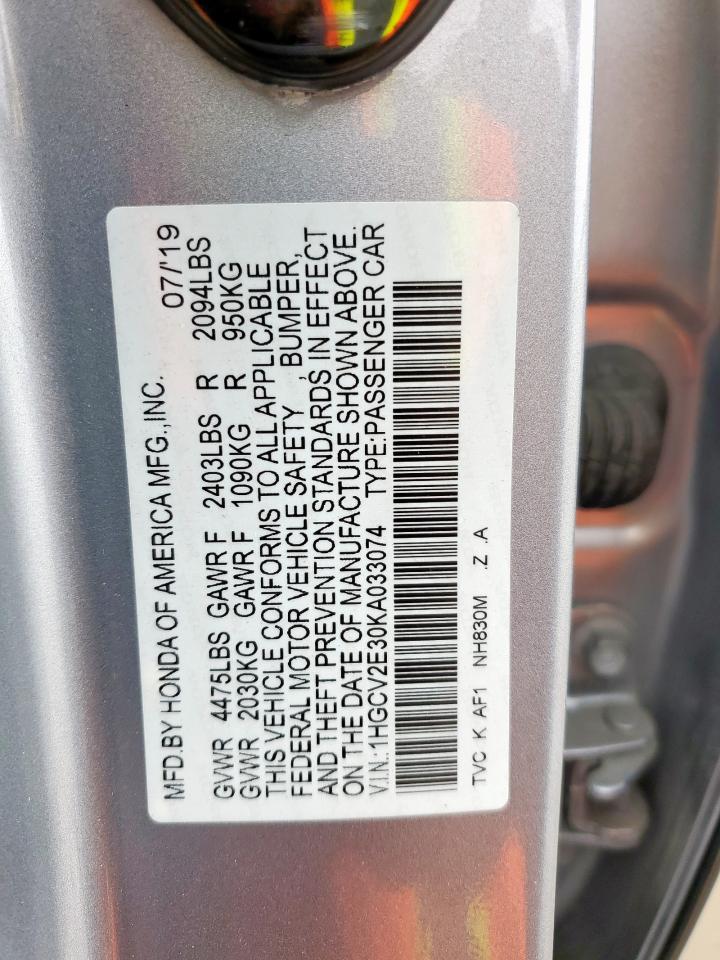 MFD.BY HONDA OF AMERICA MFG.,INC. 07/'19
GVWR 4475LBS GAWR F 2403LBS R 2094LBS
GVWR 2030KG GAWR F 1090KG R 950KG
THIS VEHICLE CONFORMS TO ALL APPLICABLE
FEDERAL MOTOR VEHICLE SAFETY , BUMPER,
AND THEFT PREVENTION STANDARDS IN EFFECT
ON THE DATE OF MANUFACTURE SHOWN ABOVE.
V.I.N.:1HGCV2E30KA033074 TYPE:PASSENGER CAR
TVC K AF1 NH830M .Z .A